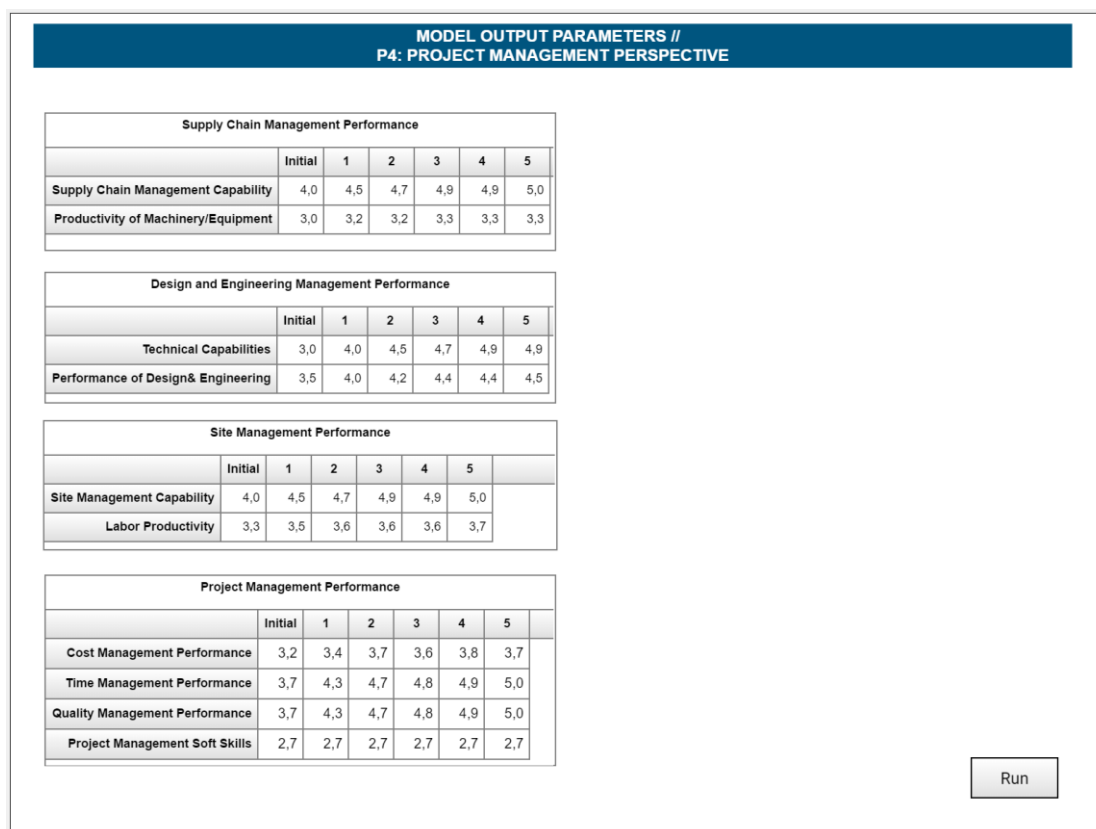 MODEL OUTPUT PARAMETERS //
P4: PROJECT MANAGEMENT PERSPECTIVE
Supply Chain Management Performance
Initial 1 2 3 4 5
Supply Chain Management Capability 4,0 4,5 4,7 4,9 4,9 5,0
Productivity of Machinery/Equipment 3,0 3,2 3,2 3,3 3,3 3,3
Design and Engineering Management Performance
Initial 1 2 3 4 5
Technical Capabilities 3,0 4,0 4,5 4,7 4,9 4,9
Performance of Design& Engineering 3,5 4,0 4,2 4,4 4,4 4,5
Site Management Performance
Initial 1 2 3 4 5
Site Management Capability 4,0 4,5 4,7 4,9 4,9 5,0
Labor Productivity 3,3 3,5 3,6 3,6 3,6 3,7
Project Management Performance
Initial 1 2 3 4 5
Cost Management Performance 3,2 3,4 3,7 3,6 3,8 3,7
Time Management Performance 3,7 4,3 4,7 4,8 4,9 5,0
Quality Management Performance 3,7 4,3 4,7 4,8 4,9 5,0
Project Management Soft Skills 2,7 2,7 2,7 2,7 2,7 2,7
Run